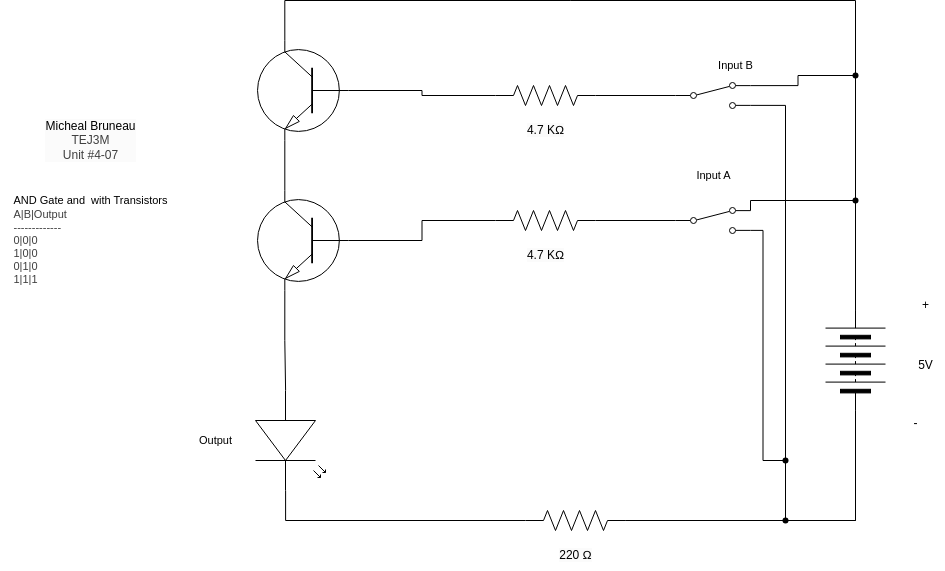 Input B
4.7 KΩ
Micheal Bruneau
TEJ3M
Unit #4-07
Input A
AND Gate and  with Transistors
A|B|Output
-------------
0|0|0
1|0|0
0|1|0
1|1|1
4.7 KΩ
+
5V
-
Output
220 Ω